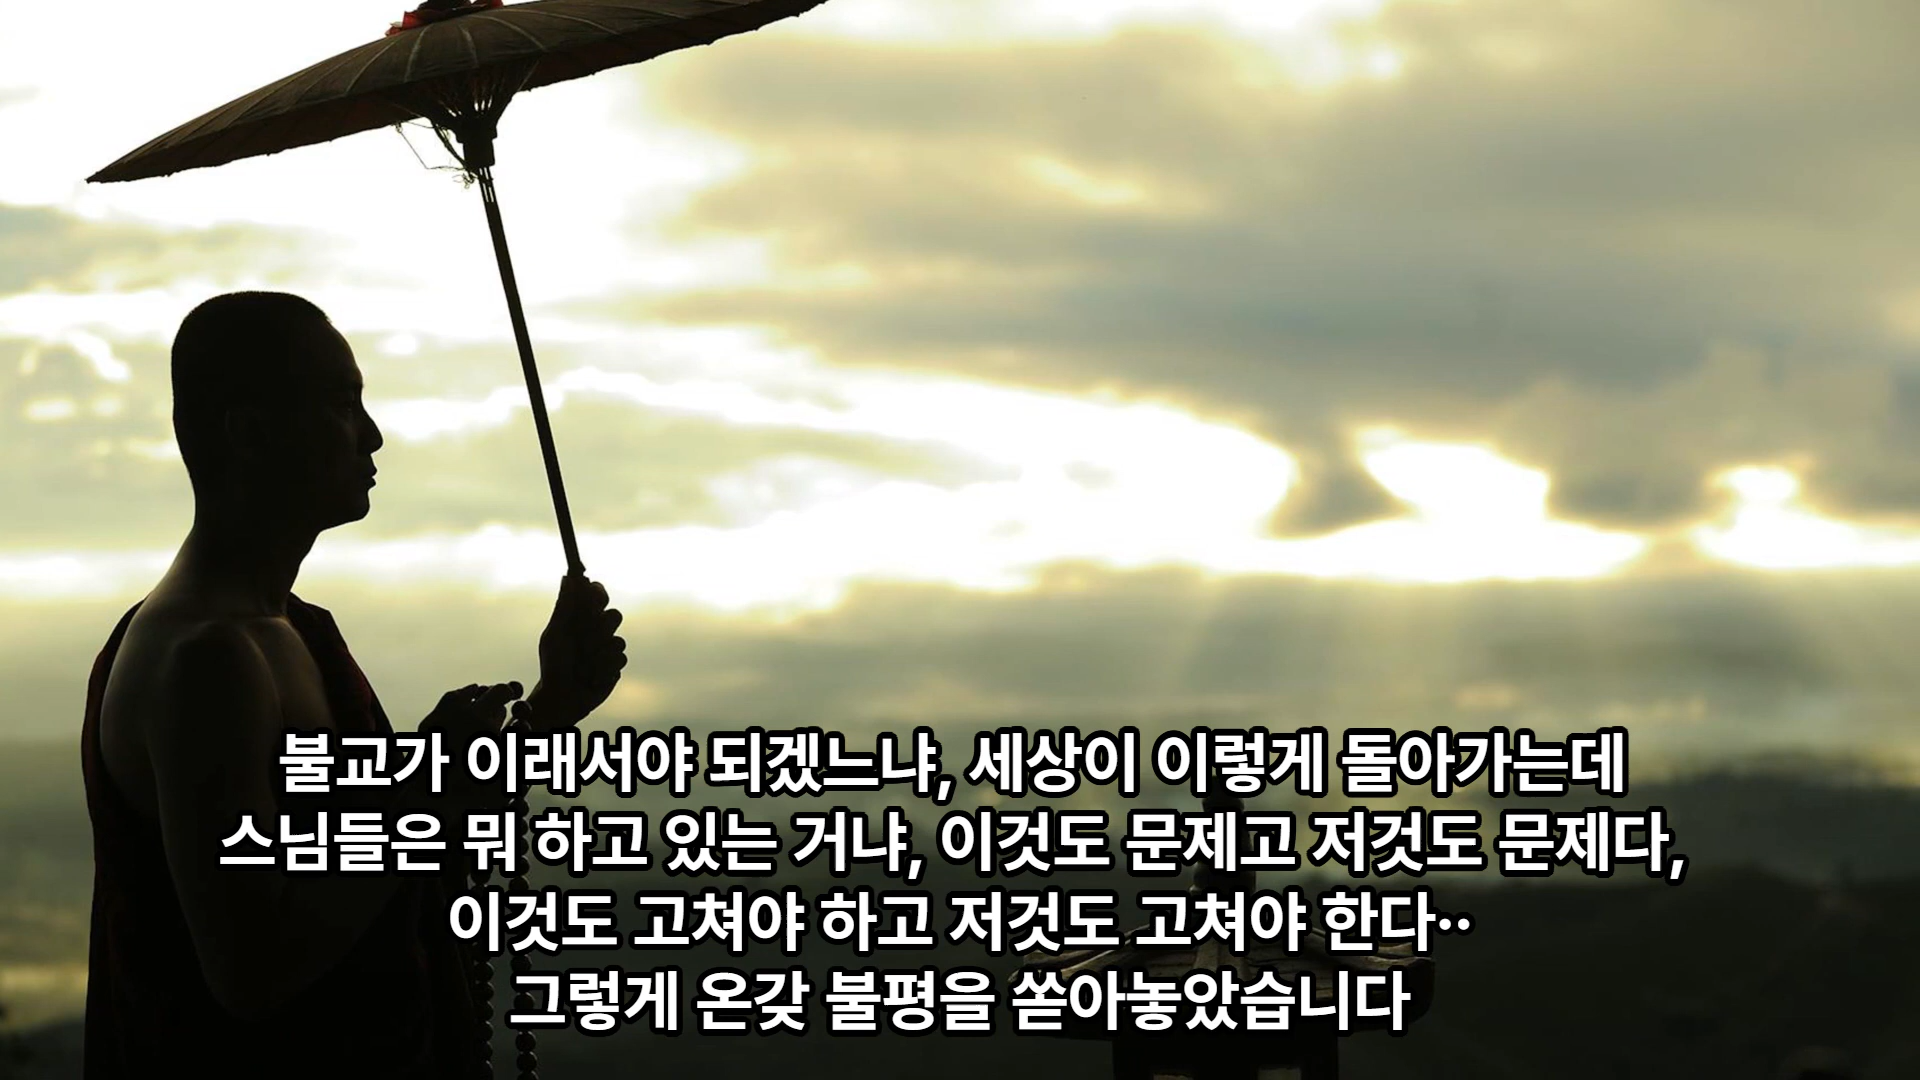 불교가 이래서야 되겠느냐, 세상이 이렇게 돌아가는데
스님들은 뭐 하고 있는 거냐, 이것도 문제고 저것도 문제다,
이것도 고쳐야 하고 저것도 고쳐야 한다··
그렇게 온갖 불평을 쏟아놓았습니다